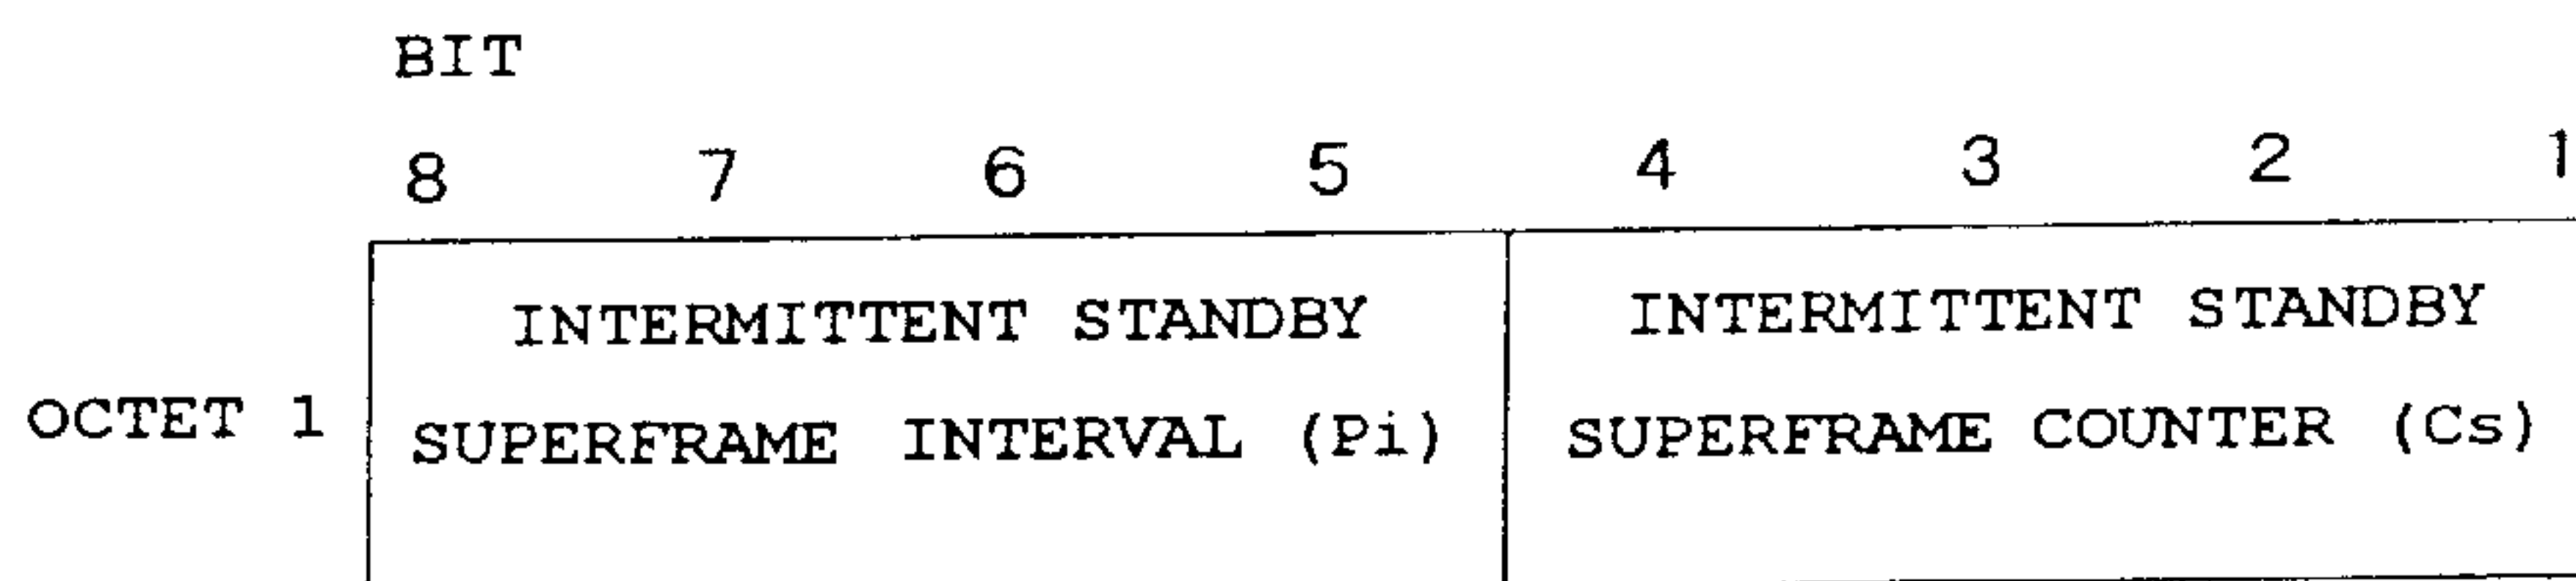 BIT
8 7 6 5 4 3 2 1
INTERMITTENT STANDBY INTERMITTENT STANDBY
OCTET 1 SUPERFRAME INTERVAL (Pi) SUPERFRAME COUNTER (Cs)